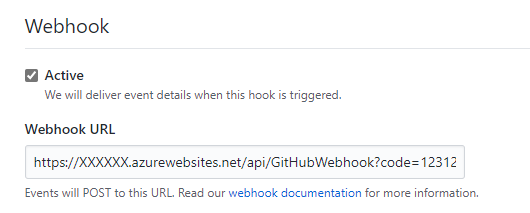 Webhook
Active
We will deliver event details when this hook is triggered.
Webhook URL
https://XXXXXX.azurewebsites.net/api/GitHubWebhook?code=12312
Events will POST to this URL. Read our webhook documentation for more information.